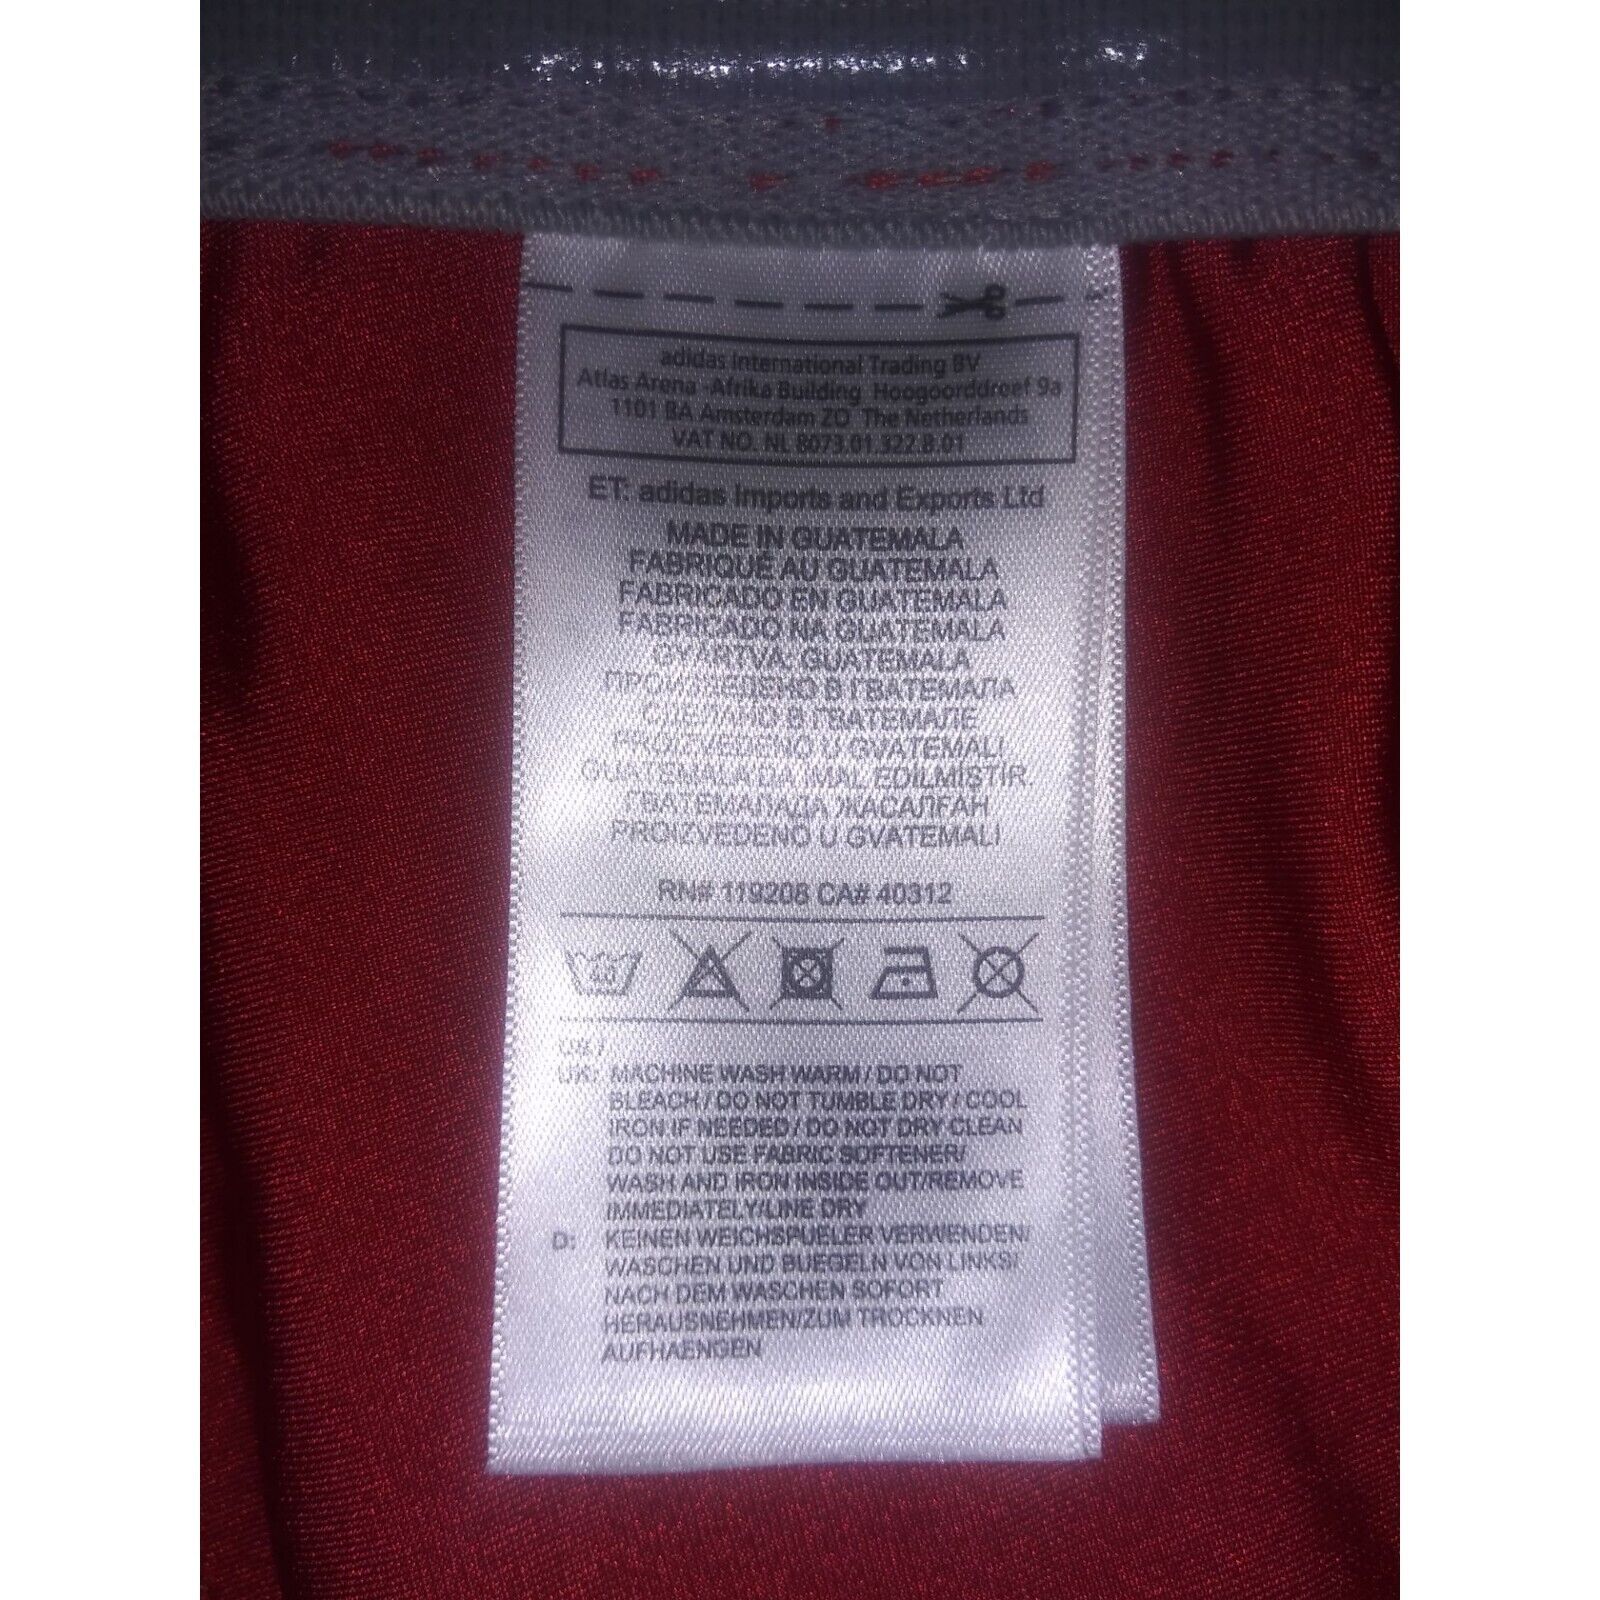 adidas International Trading BV
Atlas Arena -Afrika Building Hoogoorddreef 9a
1101 BA Amsterdam ZO The Netherlands
VAT NO. NL 8073.01.322.B.01
ET: adidas Imports and Exports Ltd
MADE IN GUATEMALA
FABRIQUÉ AU GUATEMALA
FABRICADO EN GUATEMALA
FABRICADO NA GUATEMALA
GYÁRTVA: GUATEMALA
ПРОИЗВЕДЕНО В ГВАТЕМАЛА
СДЕЛАНО В ГВАТЕМАЛЕ
PROIZVEDENO U GVATEMALI
GUATEMALA'DA IMAL EDILMISTIR.
ГВАТЕМАЛАДА ЖАСАЛҒАН
PROIZVEDENO U GVATEMALI
RN# 119208 CA# 40312
US /
UK: MACHINE WASH WARM / DO NOT
BLEACH / DO NOT TUMBLE DRY / COOL
IRON IF NEEDED / DO NOT DRY CLEAN
DO NOT USE FABRIC SOFTENER/
WASH AND IRON INSIDE OUT/REMOVE
IMMEDIATELY/LINE DRY
D: KEINEN WEICHSPUELER VERWENDEN/
WASCHEN UND BUEGELN VON LINKS/
NACH DEM WASCHEN SOFORT
HERAUSNEHMEN/ZUM TROCKNEN
AUFHAENGEN